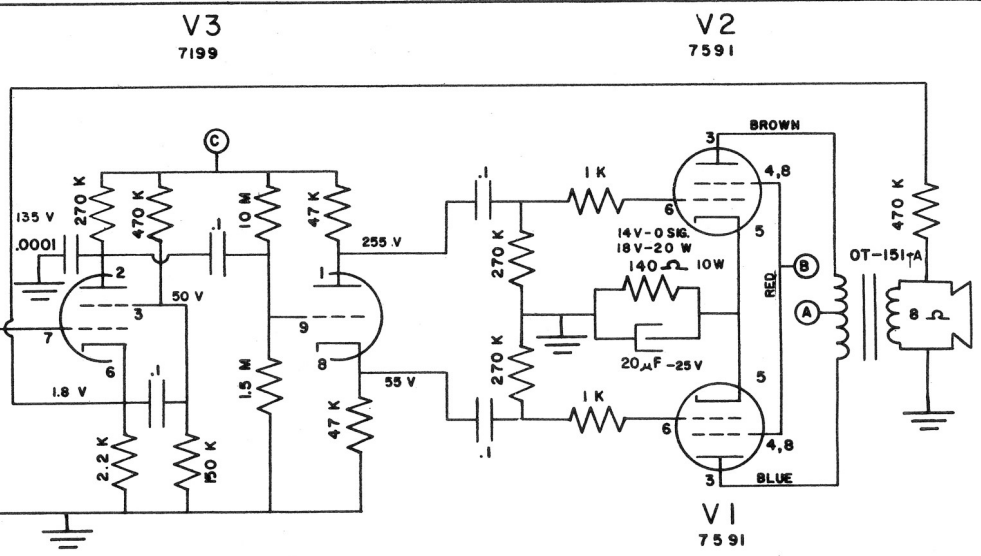 V3
7199
V2
7591
C
3
BROWN
270 K
470 K
10 M
47 K
.1
1 K
4,8
470 K
135 V
.1
6
.0001
255 V
14V-0 SIG.
18V-20 W
5
2
1
270 K
140 Ω 10W
B
OT-151-A
RED
3
50 V
A
8 Ω
7
9
6
8
20µF-25V
270 K
5
1.8 V
.1
1.5 M
55 V
1 K
6
4,8
2.2 K
150 K
47 K
.1
3
BLUE
V1
7591